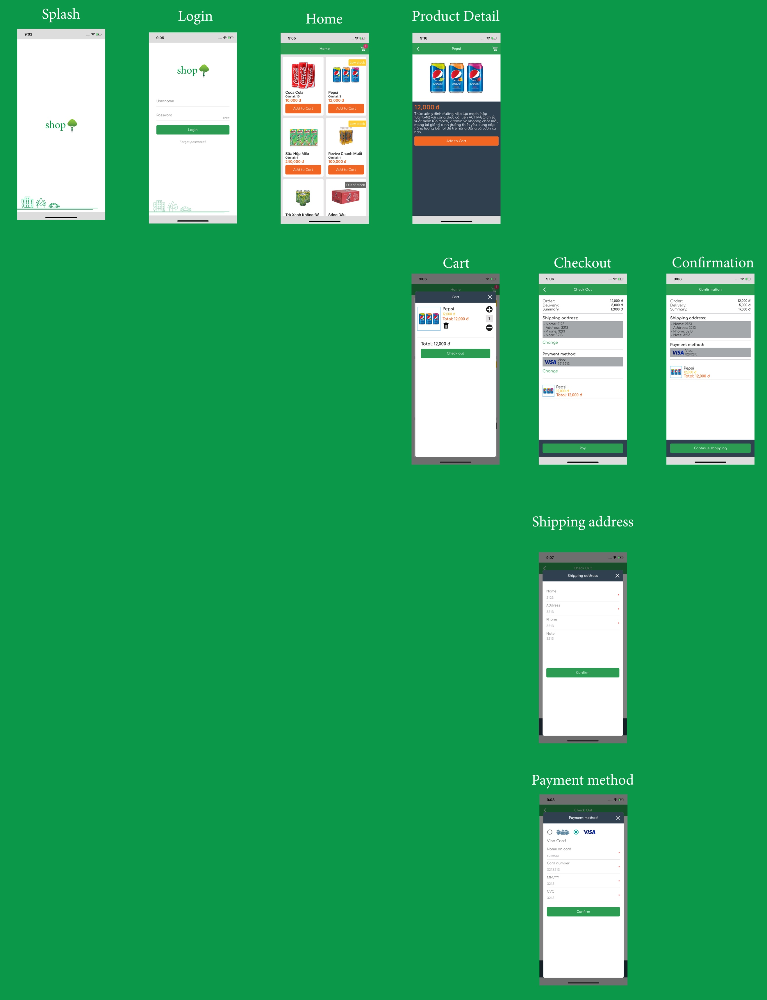 Splash
9:02
shop
Login
9:05
shop
Username
Password
Show
Login
Forgot password?
Home
9:05
Home
1
Coca Cola
Còn lại: 10
10,000 đ
Add to Cart
Low stock
Pepsi
Còn lại: 3
12,000 đ
Add to Cart
Sữa Hộp Milo
Còn lại: 4
240,000 đ
Add to Cart
Low stock
Revive Chanh Muối
Còn lại: 1
100,000 đ
Add to Cart
Trà Xanh Không Độ
Out of stock
Sting Dâu
Product Detail
9:16
Pepsi
pepsi pepsi pepsi
12,000 đ
Thức uống dinh dưỡng Milo lúa mạch (hộp
180mlx48) với công thức cải tiến ACTIV-GO chiết
xuất mầm lúa mạch, vitamin và khoáng chất mới,
mang lại giá trị dinh dưỡng thiết yếu, cung cấp
năng lượng bền bỉ để trẻ năng động và vươn xa
hơn.
Add to Cart
Cart
9:06
Home
1
Cart
Pepsi
12,000 đ
Total: 12,000 đ
1
Total: 12,000 đ
Check out
Checkout
9:06
Check Out
Order: 12,000 đ
Delivery: 5,000 đ
Summary: 17,000 đ
Shipping address:
- Name: 2123
- Address: 3213
- Phone: 3213
- Note: 3213
Change
Payment method:
VISA
Visa:
3213213
Change
Pepsi
12,000 đ
Total: 12,000 đ
Pay
Confirmation
9:08
Confirmation
Order: 12,000 đ
Delivery: 5,000 đ
Summary: 17,000 đ
Shipping address:
- Name: 2123
- Address: 3213
- Phone: 3213
- Note: 3213
Payment method:
VISA
Visa:
3213213
Pepsi
12,000 đ
Total: 12,000 đ
Continue shopping
Shipping address
9:07
Check Out
Shipping address
Name
2123 *
Address
3213 *
Phone
3213 *
Note
3213
Confirm
Payment method
9:08
Check Out
Payment method
VISA
Visa Card
Name on card
sqweqw *
Card number
3213213 *
MM/YY
3213 *
CVC
3213 *
Confirm